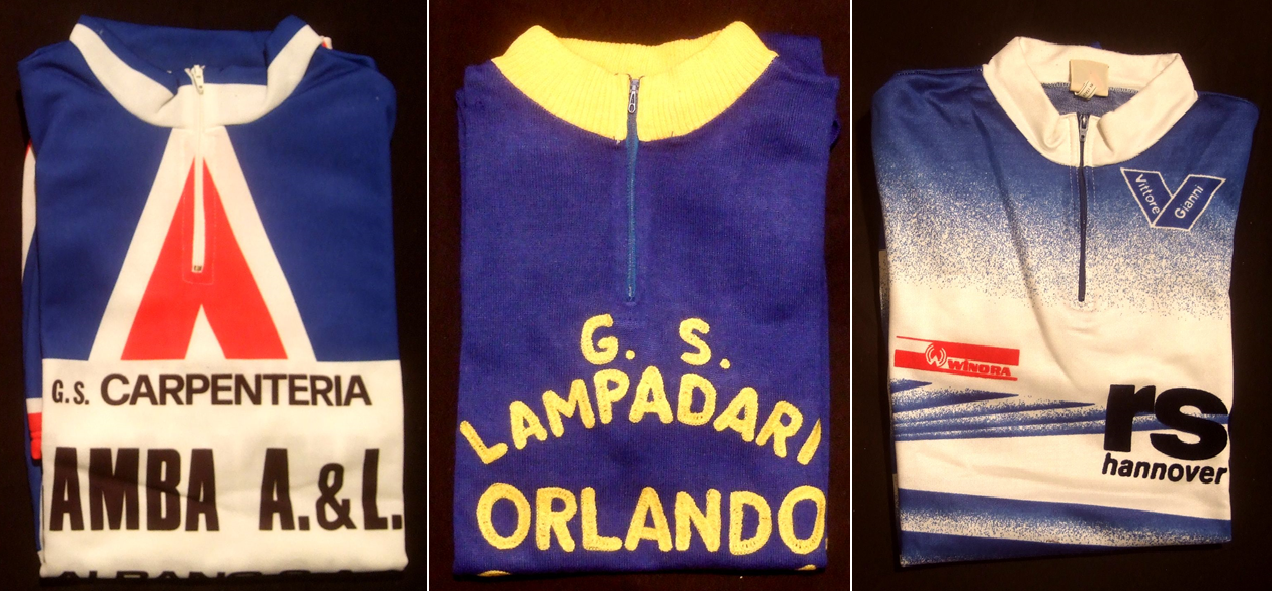 G.S. CARPENTERIA
AMBA A.&L.
G. S.
LAMPADARI
ORLANDO
Vittore Gianni
WINORA
rs
hannover